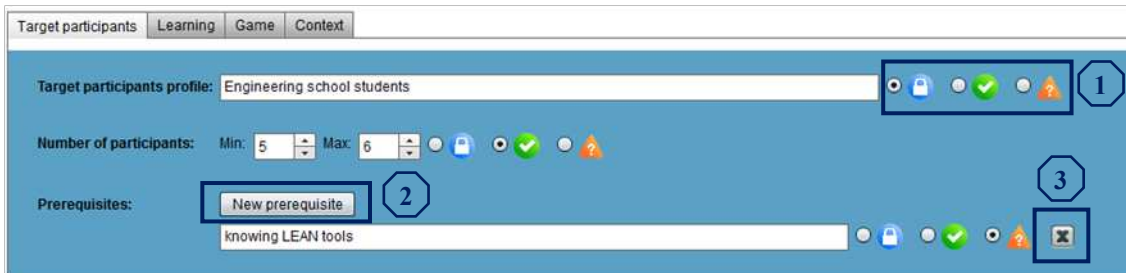 Target participants Learning Game Context
Target participants profile: Engineering school students 1
Number of participants: Min: 5 Max: 6
Prerequisites: New prerequisite 2 3
knowing LEAN tools